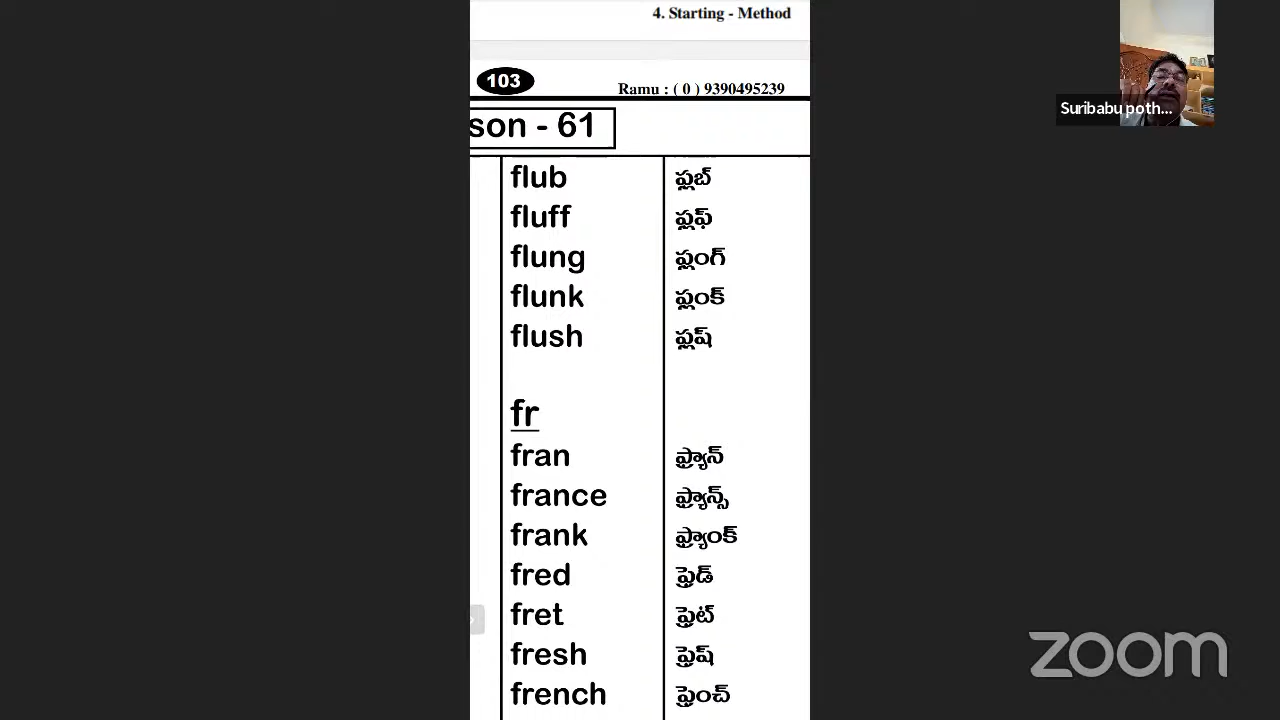 4. Starting - Method
103
Ramu : ( 0 ) 9390495239
son - 61
flub ఫ్లబ్
fluff ఫ్లఫ్
flung ఫ్లంగ్
flunk ఫ్లంక్
flush ఫ్లష్
fr
fran ఫ్ర్యాన్
france ఫ్ర్యాన్స్
frank ఫ్ర్యాంక్
fred ఫ్రెడ్
fret ఫ్రెట్
fresh ఫ్రెష్
french ఫ్రెంచ్
Suribabu poth...
zoom